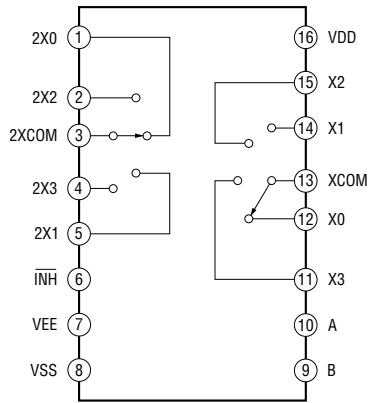 2X0 1
2X2 2
2XCOM 3
2X3 4
2X1 5
INH 6
VEE 7
VSS 8
16 VDD
15 X2
14 X1
13 XCOM
12 X0
11 X3
10 A
9 B